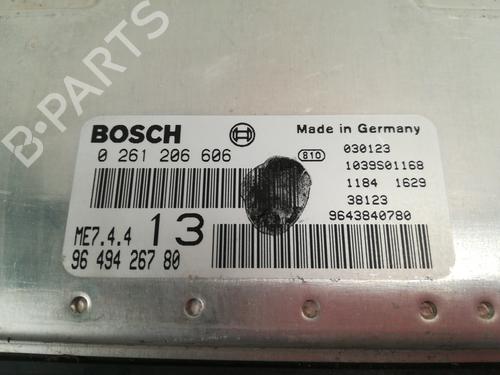 B-PARTS
BOSCH
Made in Germany
0 261 206 606
810
030123
1039S01168
1184 1629
38123
9643840780
ME7.4.4 13
96 494 267 80